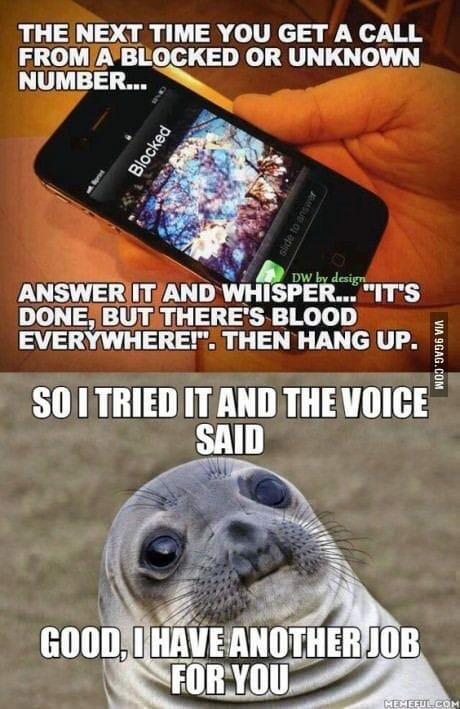 THE NEXT TIME YOU GET A CALL
FROM A BLOCKED OR UNKNOWN
NUMBER...
Sprint
Blocked
slide to answer
DW by design
ANSWER IT AND WHISPER... "IT'S
DONE, BUT THERE'S BLOOD
EVERYWHERE!". THEN HANG UP.
VIA 9GAG.COM
SO I TRIED IT AND THE VOICE
SAID
GOOD, I HAVE ANOTHER JOB
FOR YOU
MEMEFUL.COM